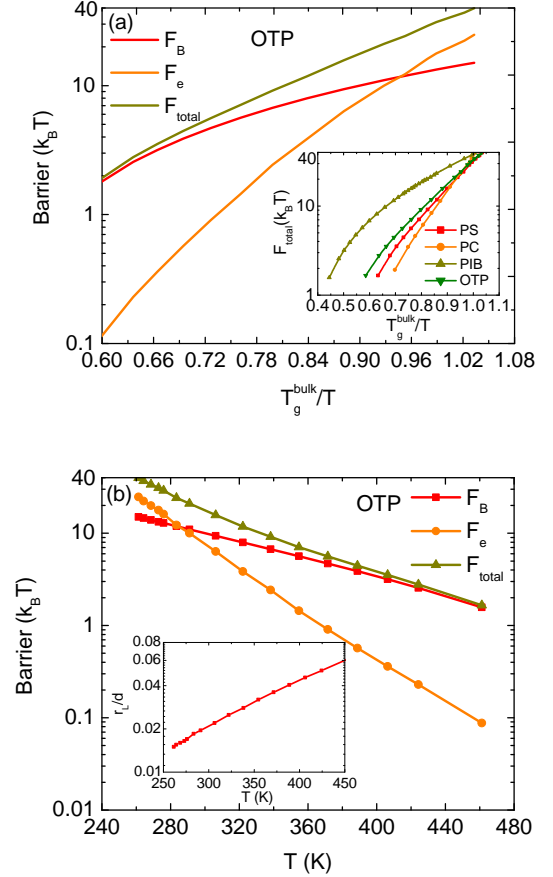 (a)
OTP
F_B
F_e
F_total
Barrier (k_BT)
40
10
1
0.1
0.60 0.66 0.72 0.78 0.84 0.90 0.96 1.02 1.08
T_g^bulk/T
F_total(k_BT)
40
10
1
0.4 0.5 0.6 0.7 0.8 0.9 1.0 1.1
T_g^bulk/T
PS
PC
PIB
OTP
(b)
OTP
F_B
F_e
F_total
Barrier (k_BT)
40
10
1
0.1
0.01
240 280 320 360 400 440 480
T (K)
r_L/d
0.08
0.06
0.04
0.02
0.01
250 300 350 400 450
T (K)